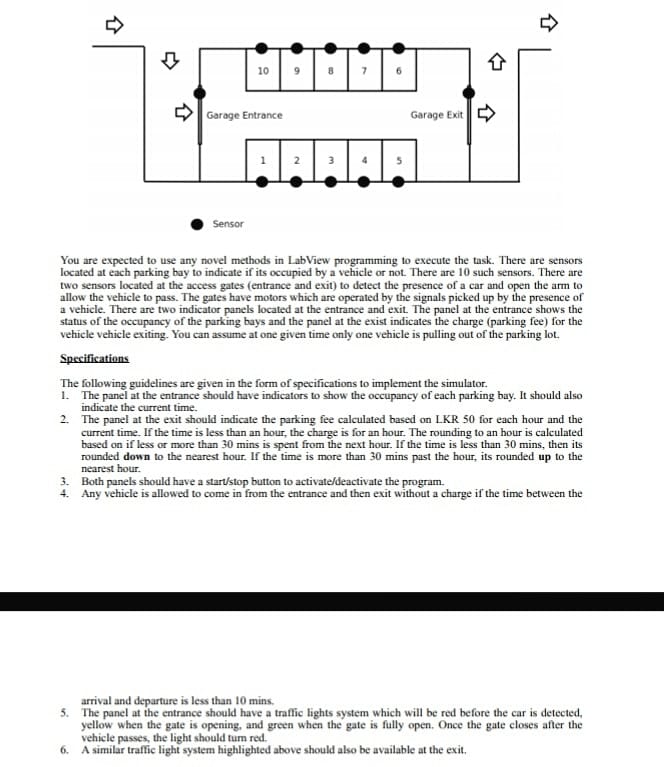 10 9 8 7 6
Garage Entrance Garage Exit
1 2 3 4 5
Sensor
You are expected to use any novel methods in LabView programming to execute the task. There are sensors
located at each parking bay to indicate if its occupied by a vehicle or not. There are 10 such sensors. There are
two sensors located at the access gates (entrance and exit) to detect the presence of a car and open the arm to
allow the vehicle to pass. The gates have motors which are operated by the signals picked up by the presence of
a vehicle. There are two indicator panels located at the entrance and exit. The panel at the entrance shows the
status of the occupancy of the parking bays and the panel at the exist indicates the charge (parking fee) for the
vehicle vehicle exiting. You can assume at one given time only one vehicle is pulling out of the parking lot.
Specifications
The following guidelines are given in the form of specifications to implement the simulator.
1. The panel at the entrance should have indicators to show the occupancy of each parking bay. It should also
indicate the current time.
2. The panel at the exit should indicate the parking fee calculated based on LKR 50 for each hour and the
current time. If the time is less than an hour, the charge is for an hour. The rounding to an hour is calculated
based on if less or more than 30 mins is spent from the next hour. If the time is less than 30 mins, then its
rounded down to the nearest hour. If the time is more than 30 mins past the hour, its rounded up to the
nearest hour.
3. Both panels should have a start/stop button to activate/deactivate the program.
4. Any vehicle is allowed to come in from the entrance and then exit without a charge if the time between the
arrival and departure is less than 10 mins.
5. The panel at the entrance should have a traffic lights system which will be red before the car is detected,
yellow when the gate is opening, and green when the gate is fully open. Once the gate closes after the
vehicle passes, the light should turn red.
6. A similar traffic light system highlighted above should also be available at the exit.